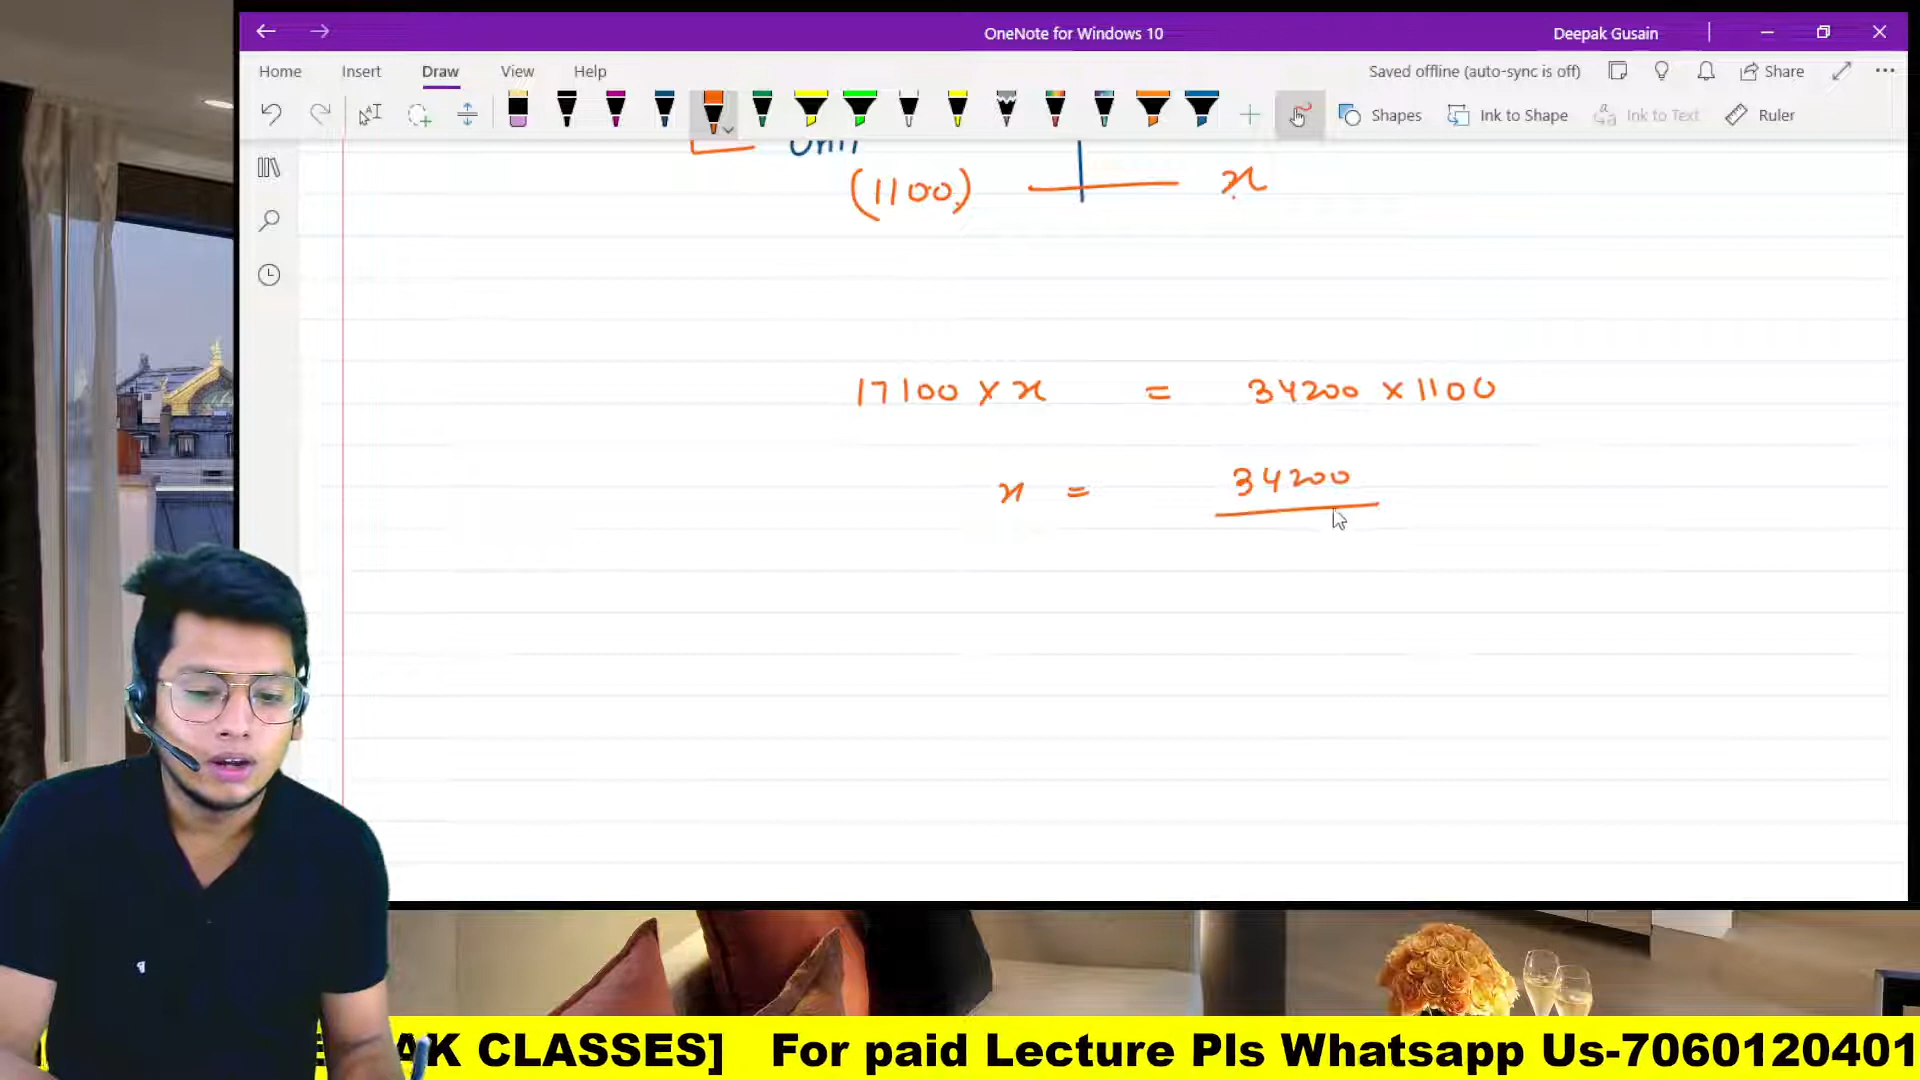 OneNote for Windows 10
Deepak Gusain
Home Insert Draw View Help
Saved offline (auto-sync is off) Share
Shapes Ink to Shape Ink to Text Ruler
Unit
(1100) x
17100 × x = 34200 × 1100
x = 34200
AK CLASSES] For paid Lecture Pls Whatsapp Us-7060120401